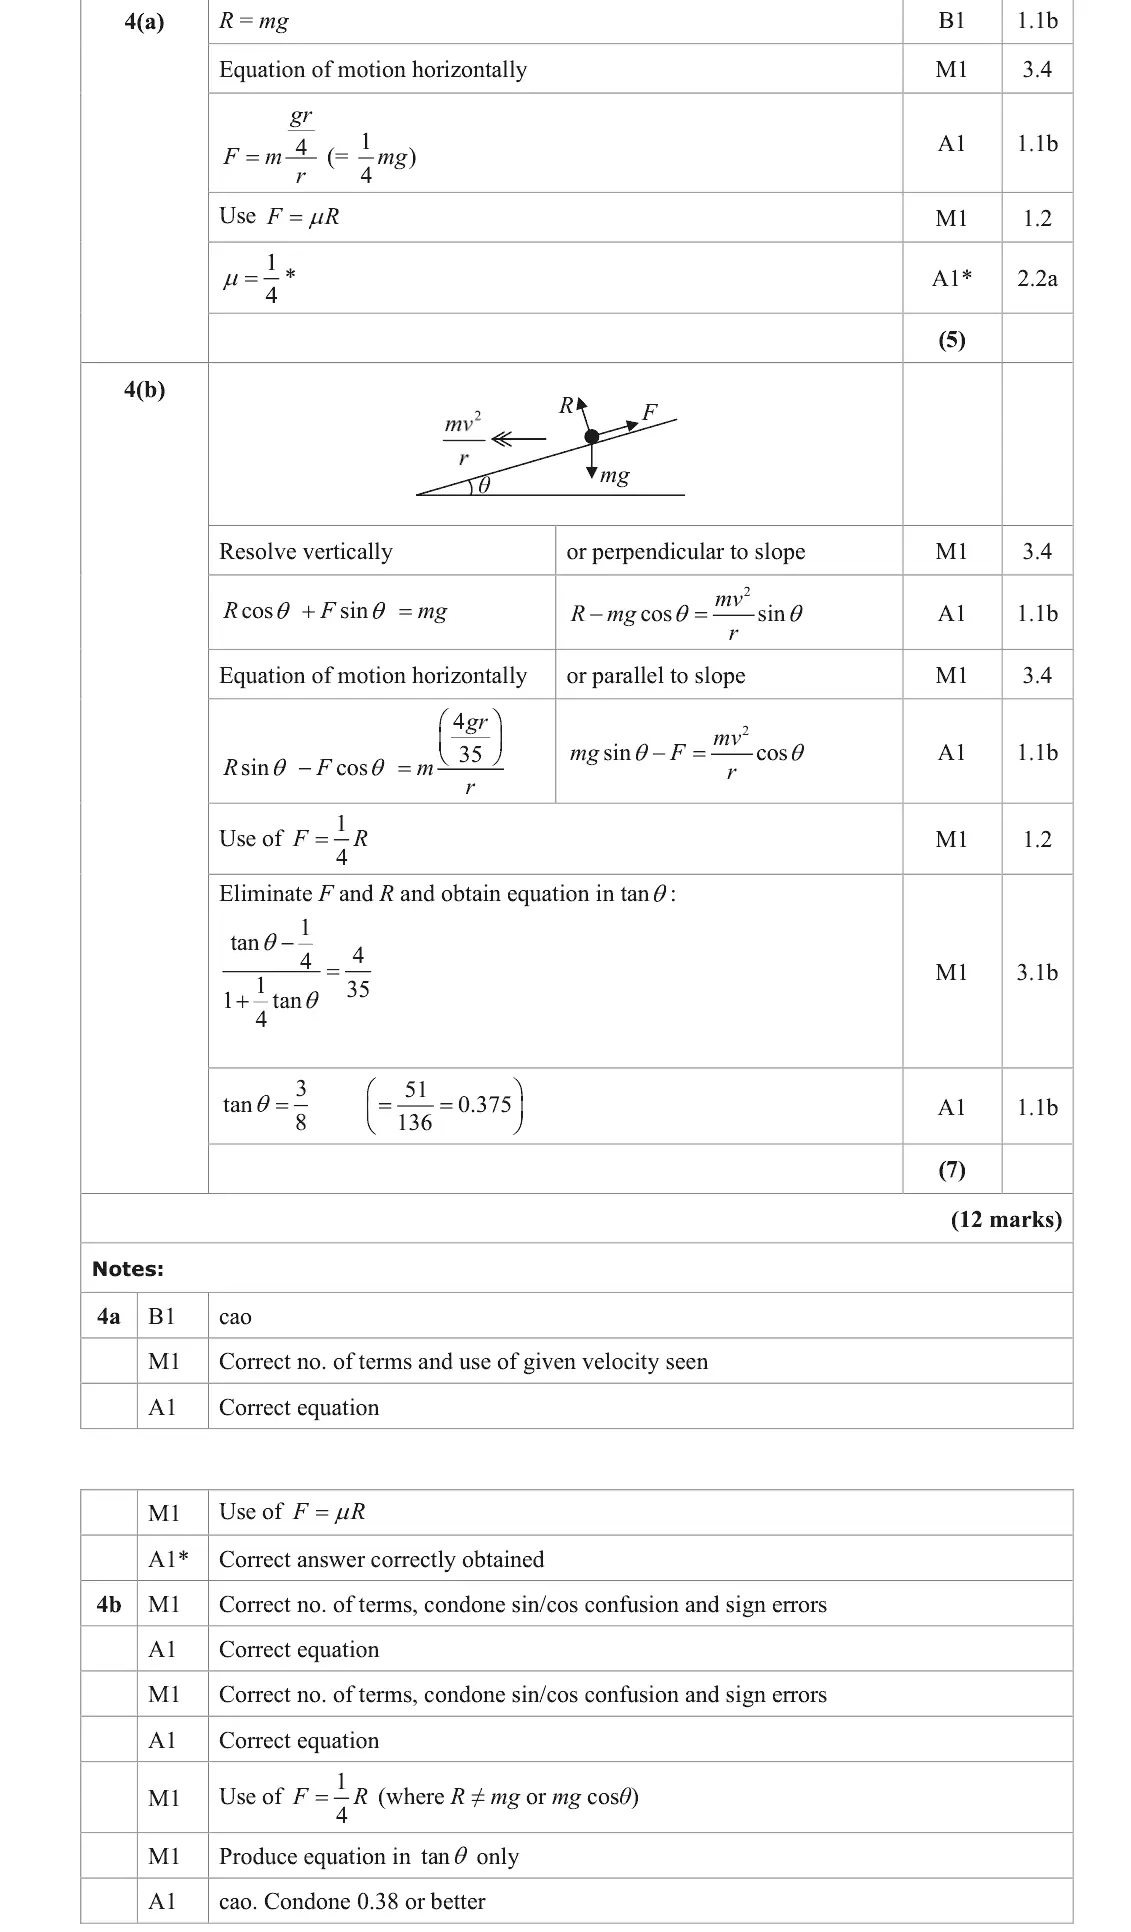 4(a) R = mg B1 1.1b
Equation of motion horizontally M1 3.4
F = m (gr/4)/r (= 1/4 mg) A1 1.1b
Use F = μR M1 1.2
μ = 1/4 * A1* 2.2a
(5)
4(b)
R F
mv²/r
θ mg
Resolve vertically or perpendicular to slope M1 3.4
R cos θ + F sin θ = mg R − mg cos θ = mv²/r sin θ A1 1.1b
Equation of motion horizontally or parallel to slope M1 3.4
R sin θ − F cos θ = m (4gr/35)/r mg sin θ − F = mv²/r cos θ A1 1.1b
Use of F = 1/4 R M1 1.2
Eliminate F and R and obtain equation in tan θ :
(tan θ − 1/4)/(1 + 1/4 tan θ) = 4/35 M1 3.1b
tan θ = 3/8 (= 51/136 = 0.375) A1 1.1b
(7)
(12 marks)
Notes:
4a B1 cao
M1 Correct no. of terms and use of given velocity seen
A1 Correct equation
M1 Use of F = μR
A1* Correct answer correctly obtained
4b M1 Correct no. of terms, condone sin/cos confusion and sign errors
A1 Correct equation
M1 Correct no. of terms, condone sin/cos confusion and sign errors
A1 Correct equation
M1 Use of F = 1/4 R (where R ≠ mg or mg cosθ)
M1 Produce equation in tan θ only
A1 cao. Condone 0.38 or better